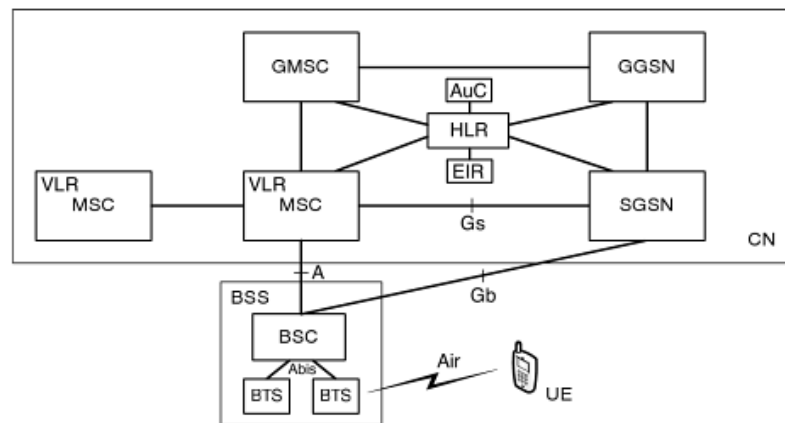 GMSC
GGSN
AuC
HLR
EIR
VLR
MSC
VLR
MSC
SGSN
Gs
CN
A
Gb
BSS
BSC
Abis
BTS
BTS
Air
UE